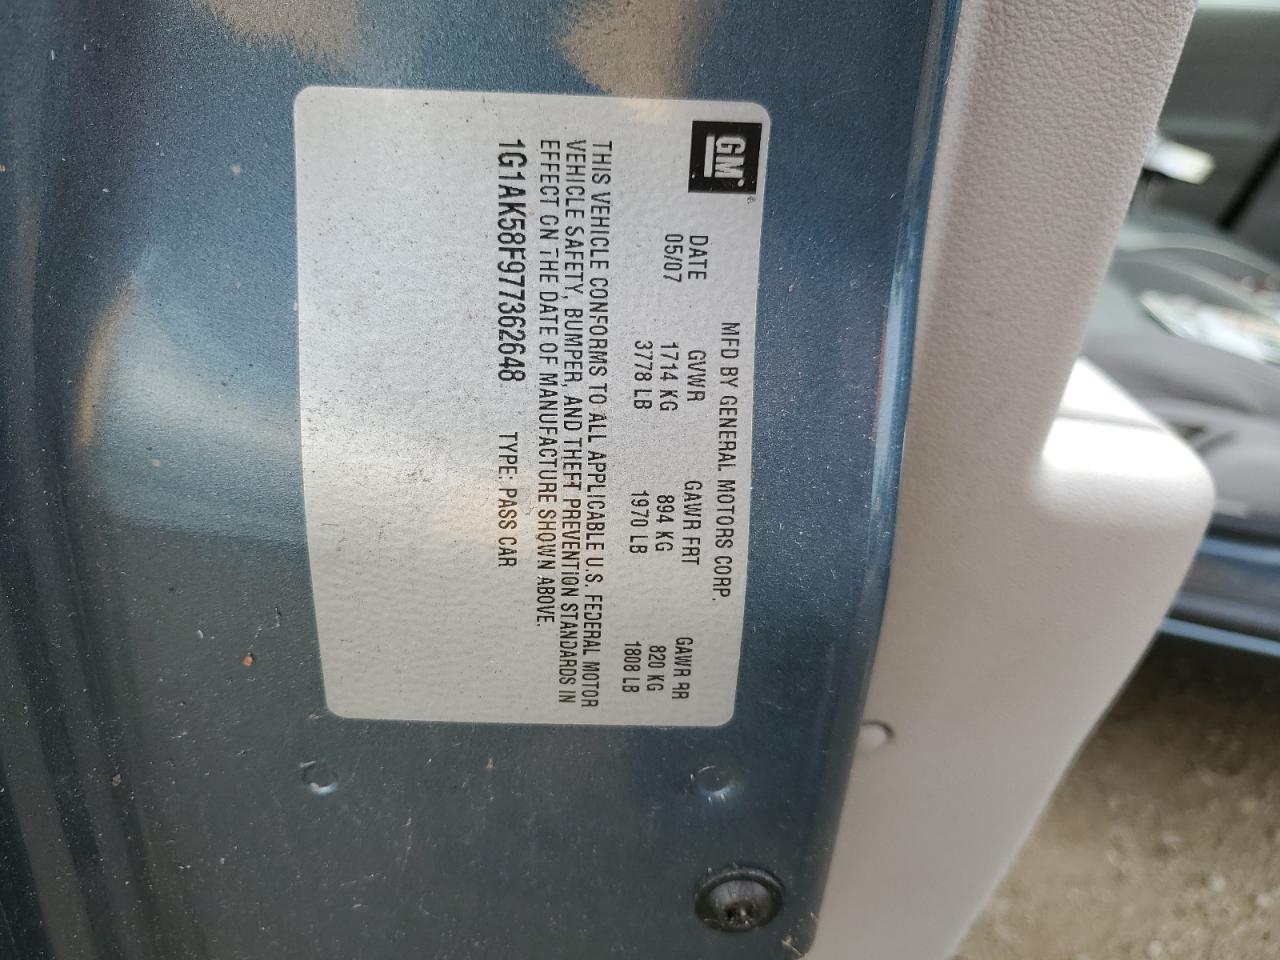 GM
MFD BY GENERAL MOTORS CORP.
DATE GVWR GAWR FRT GAWR RR
05/07 1714 KG 894 KG 820 KG
3778 LB 1970 LB 1808 LB
THIS VEHICLE CONFORMS TO ALL APPLICABLE U.S. FEDERAL MOTOR
VEHICLE SAFETY, BUMPER, AND THEFT PREVENTION STANDARDS IN
EFFECT ON THE DATE OF MANUFACTURE SHOWN ABOVE.
1G1AK58F977362648 TYPE: PASS CAR